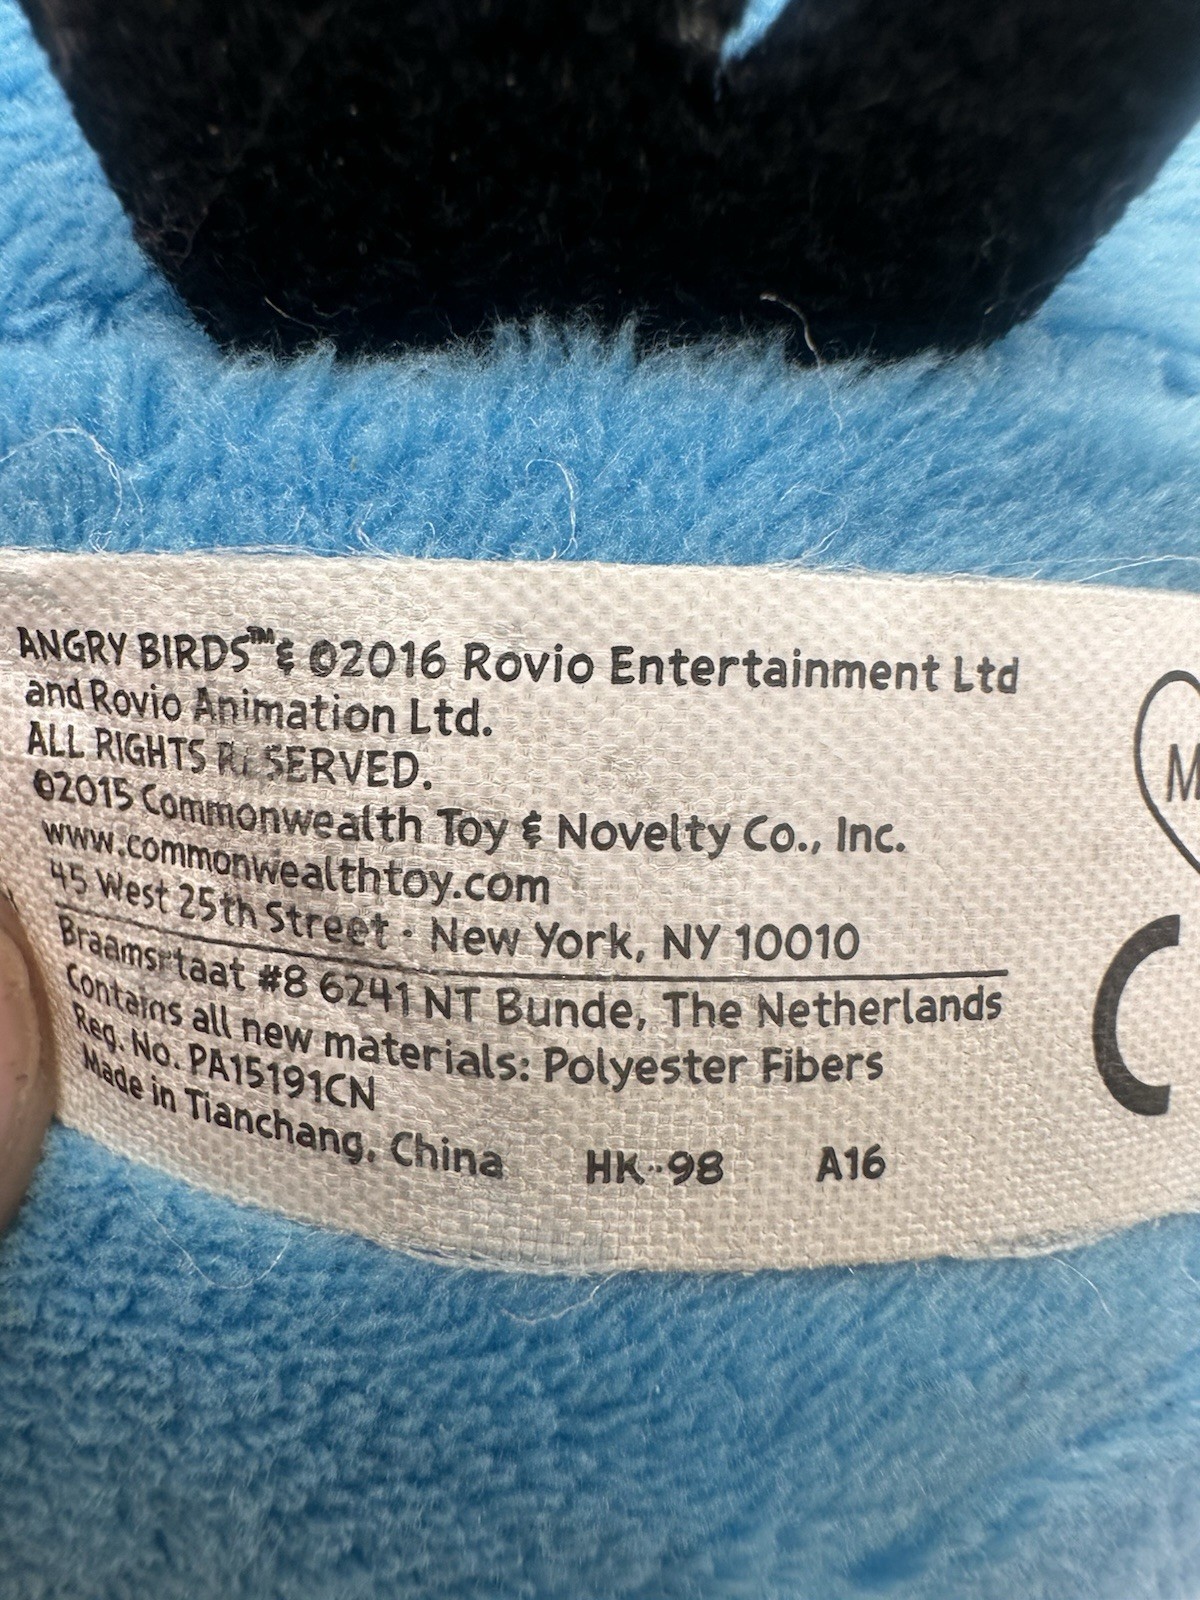 ANGRY BIRDS™ & ©2016 Rovio Entertainment Ltd
and Rovio Animation Ltd.
ALL RIGHTS RESERVED.
©2015 Commonwealth Toy & Novelty Co., Inc.
www.commonwealthtoy.com
45 West 25th Street · New York, NY 10010
Braamsrtaat #8 6241 NT Bunde, The Netherlands
Contains all new materials: Polyester Fibers
Reg. No. PA15191CN
Made in Tianchang, China HK-98 A16